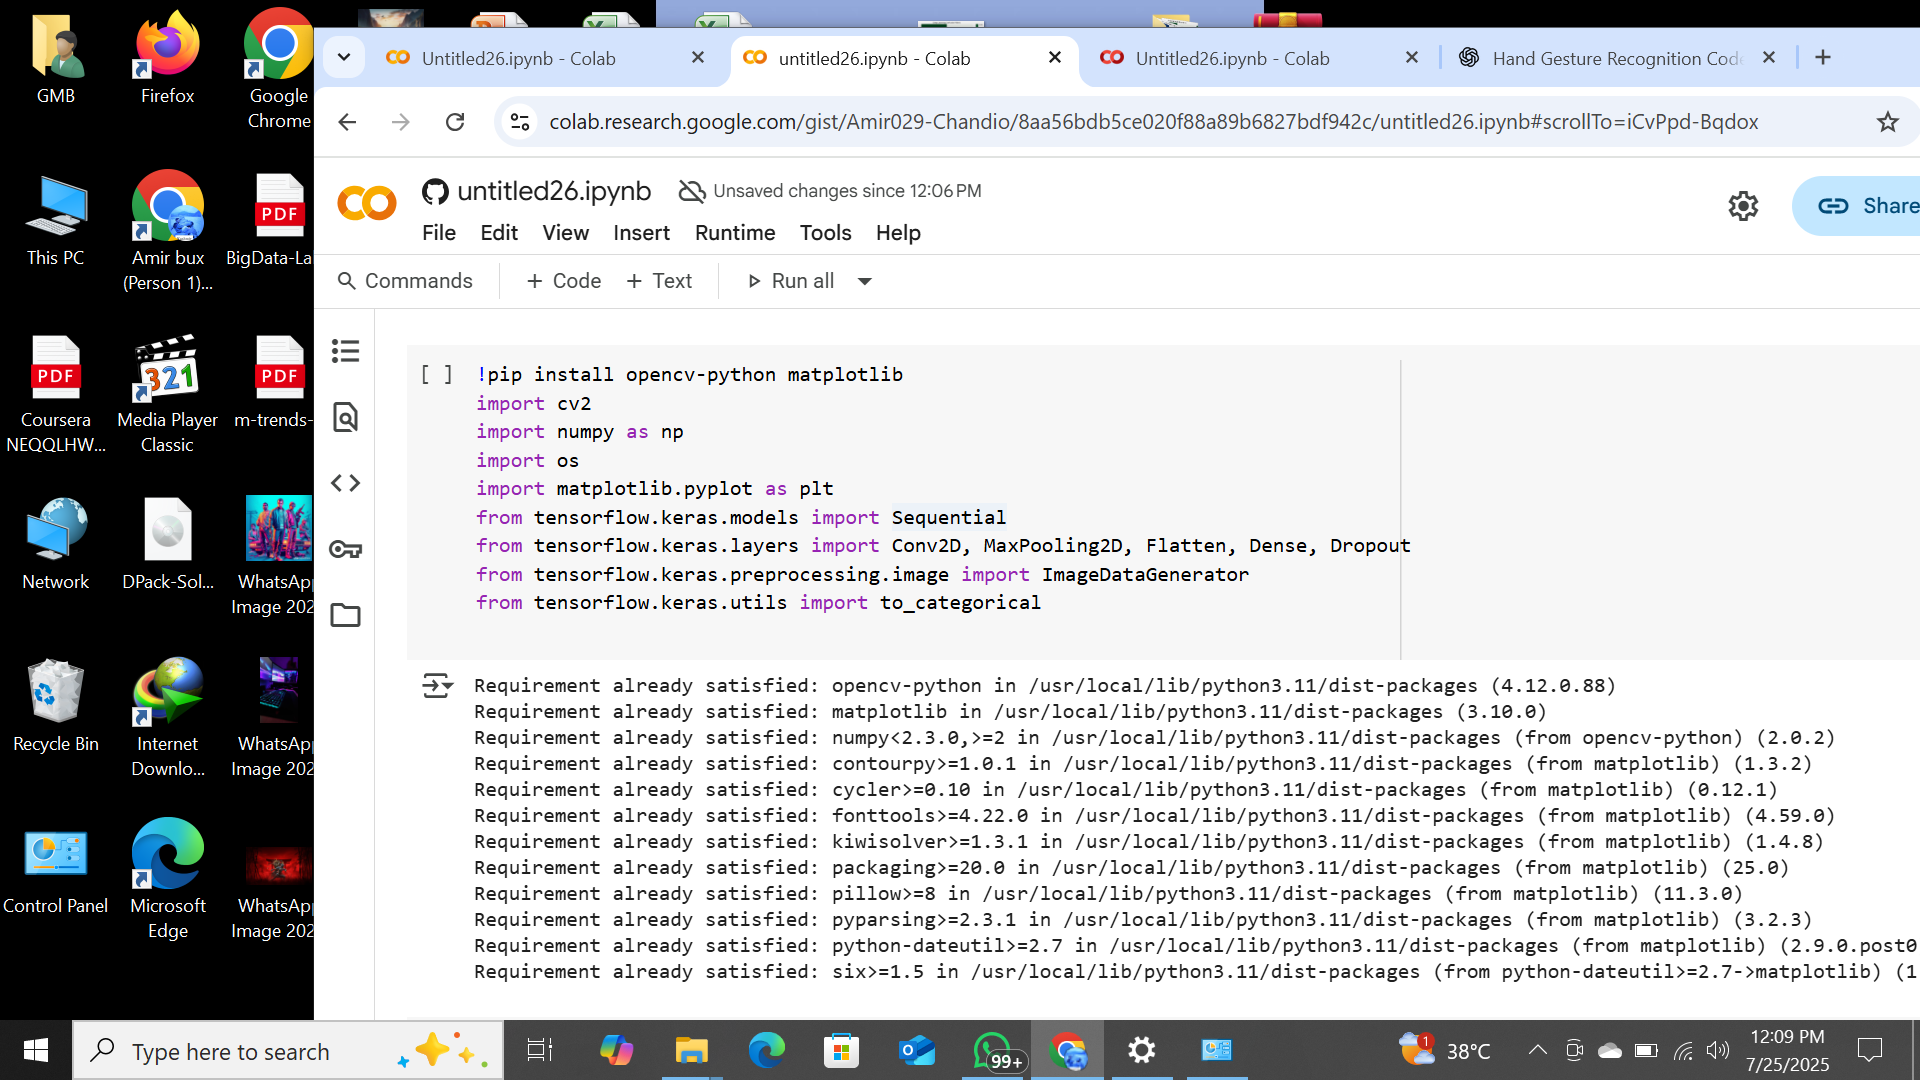 GMB
Firefox
Google
Chrome
This PC
Amir bux
(Person 1)...
PDF
BigData-La
PDF
Coursera
NEQQLHW...
321
Media Player
Classic
PDF
m-trends-
Network
DPack-Sol...
WhatsApp
Image 202
Recycle Bin
Internet
Downlo...
WhatsApp
Image 202
Control Panel
Microsoft
Edge
WhatsApp
Image 202
Untitled26.ipynb - Colab
untitled26.ipynb - Colab
Untitled26.ipynb - Colab
Hand Gesture Recognition Code
colab.research.google.com/gist/Amir029-Chandio/8aa56bdb5ce020f88a89b6827bdf942c/untitled26.ipynb#scrollTo=iCvPpd-Bqdox
untitled26.ipynb
Unsaved changes since 12:06 PM
File Edit View Insert Runtime Tools Help
Share
Commands + Code + Text Run all
[ ] !pip install opencv-python matplotlib
import cv2
import numpy as np
import os
import matplotlib.pyplot as plt
from tensorflow.keras.models import Sequential
from tensorflow.keras.layers import Conv2D, MaxPooling2D, Flatten, Dense, Dropout
from tensorflow.keras.preprocessing.image import ImageDataGenerator
from tensorflow.keras.utils import to_categorical
Requirement already satisfied: opencv-python in /usr/local/lib/python3.11/dist-packages (4.12.0.88)
Requirement already satisfied: matplotlib in /usr/local/lib/python3.11/dist-packages (3.10.0)
Requirement already satisfied: numpy<2.3.0,>=2 in /usr/local/lib/python3.11/dist-packages (from opencv-python) (2.0.2)
Requirement already satisfied: contourpy>=1.0.1 in /usr/local/lib/python3.11/dist-packages (from matplotlib) (1.3.2)
Requirement already satisfied: cycler>=0.10 in /usr/local/lib/python3.11/dist-packages (from matplotlib) (0.12.1)
Requirement already satisfied: fonttools>=4.22.0 in /usr/local/lib/python3.11/dist-packages (from matplotlib) (4.59.0)
Requirement already satisfied: kiwisolver>=1.3.1 in /usr/local/lib/python3.11/dist-packages (from matplotlib) (1.4.8)
Requirement already satisfied: packaging>=20.0 in /usr/local/lib/python3.11/dist-packages (from matplotlib) (25.0)
Requirement already satisfied: pillow>=8 in /usr/local/lib/python3.11/dist-packages (from matplotlib) (11.3.0)
Requirement already satisfied: pyparsing>=2.3.1 in /usr/local/lib/python3.11/dist-packages (from matplotlib) (3.2.3)
Requirement already satisfied: python-dateutil>=2.7 in /usr/local/lib/python3.11/dist-packages (from matplotlib) (2.9.0.post0
Requirement already satisfied: six>=1.5 in /usr/local/lib/python3.11/dist-packages (from python-dateutil>=2.7->matplotlib) (1
Type here to search
99+
1
38°C
12:09 PM
7/25/2025